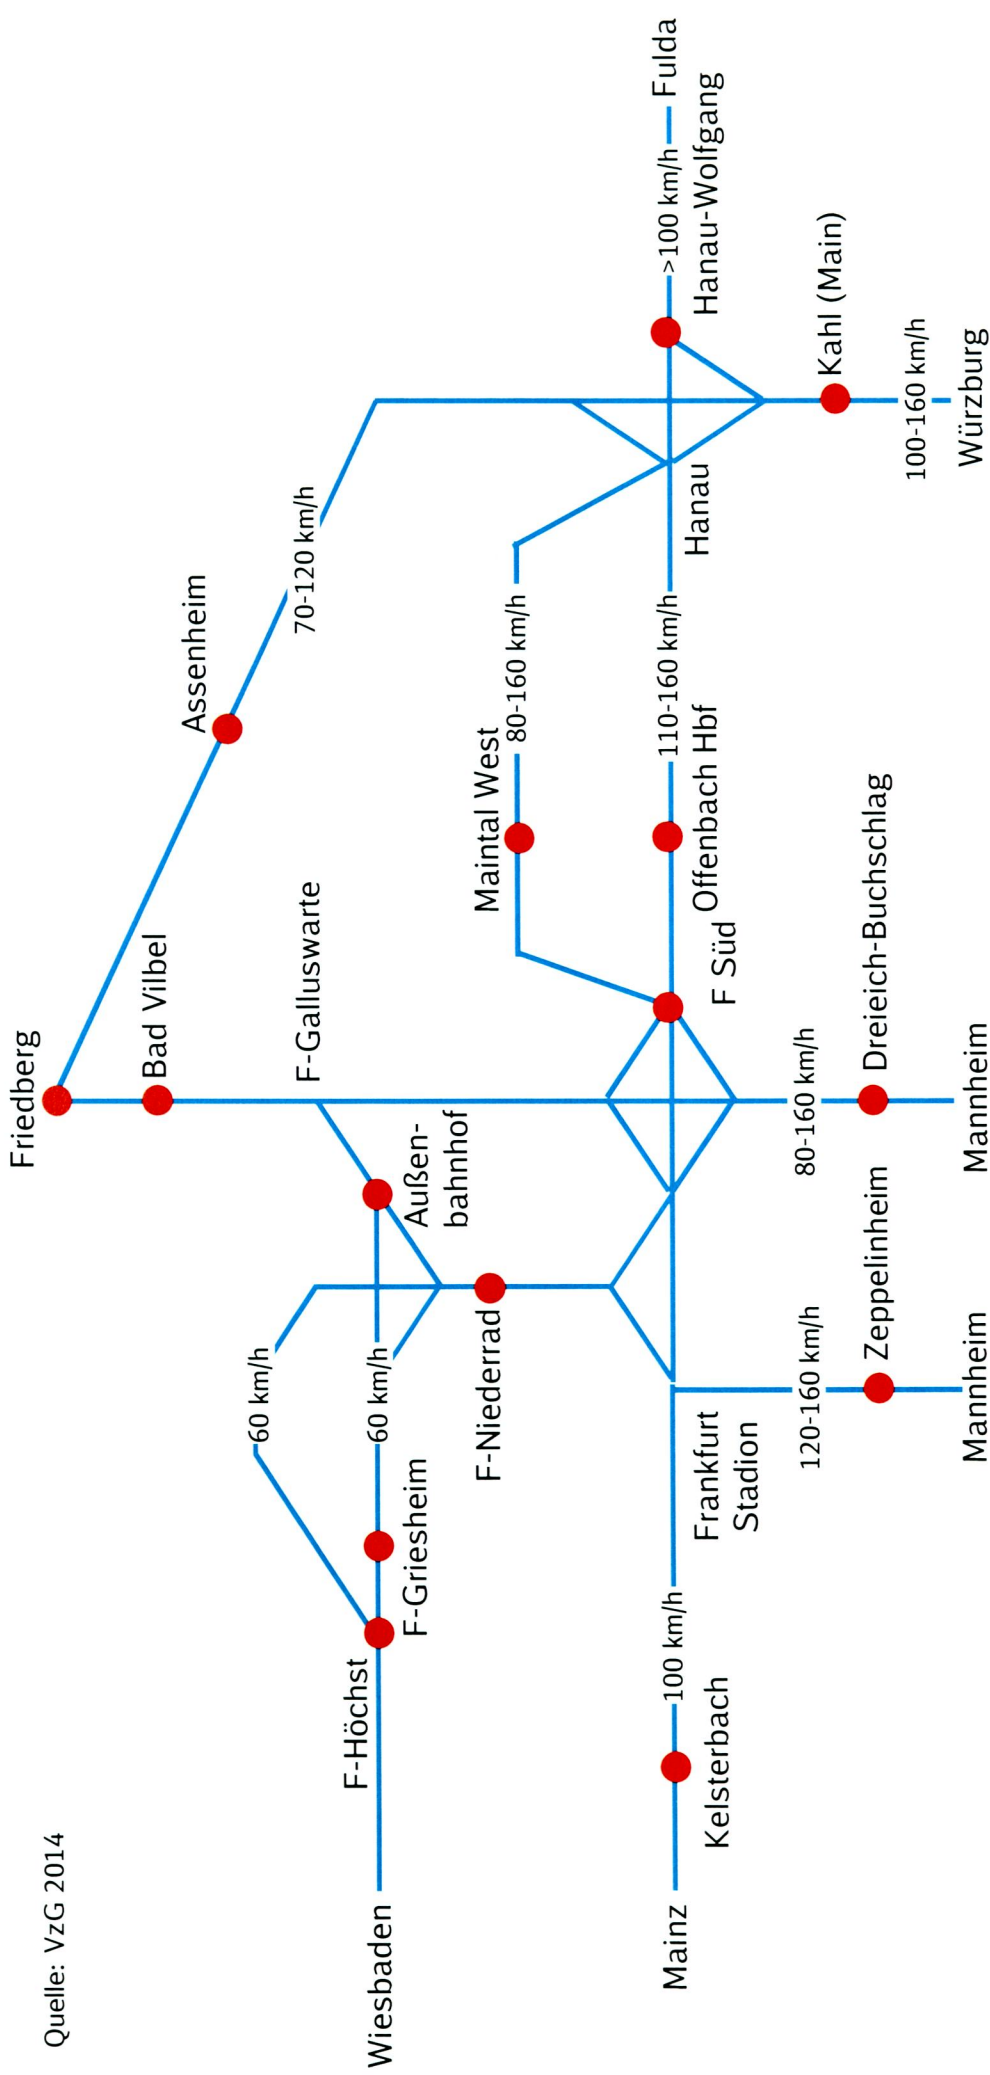 Friedberg
Quelle: VzG 2014
Bad Vilbel
Assenheim
60 km/h
F-Galluswarte
70-120 km/h
F-Höchst
Wiesbaden
60 km/h
F-Griesheim
Außen-
bahnhof
F-Niederrad
Maintal West
80-160 km/h
Mainz
100 km/h
110-160 km/h
>100 km/h
Fulda
Kelsterbach
Frankfurt
Stadion
F Süd
Offenbach Hbf
Hanau
Hanau-Wolfgang
120-160 km/h
80-160 km/h
Kahl (Main)
Zeppelinheim
Dreieich-Buchschlag
100-160 km/h
Mannheim
Mannheim
Würzburg